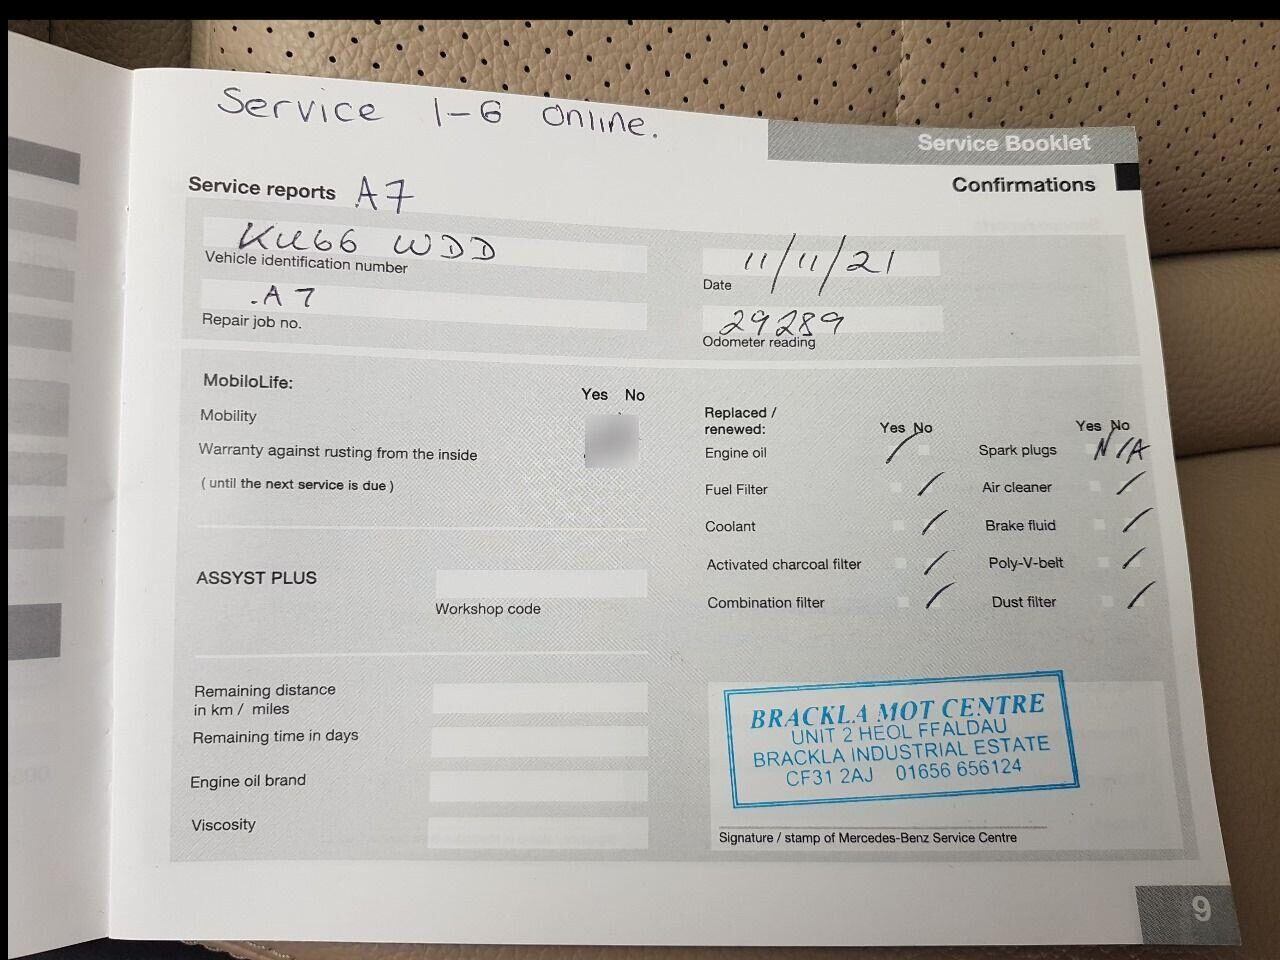 Service 1-6 Online.
Service Booklet
Confirmations
Service reports A7
KU66 WDD
Vehicle identification number
.A7
Repair job no.
11/11/21
Date
29289
Odometer reading
MobiloLife:
Yes No
Mobility
Warranty against rusting from the inside
( until the next service is due )
ASSYST PLUS
Workshop code
Remaining distance
in km / miles
Remaining time in days
Engine oil brand
Viscosity
Replaced /
renewed:
Yes No
Yes No
Engine oil
Spark plugs N/A
Fuel Filter
Air cleaner
Coolant
Brake fluid
Activated charcoal filter
Poly-V-belt
Combination filter
Dust filter
BRACKLA MOT CENTRE
UNIT 2 HEOL FFALDAU
BRACKLA INDUSTRIAL ESTATE
CF31 2AJ 01656 656124
Signature / stamp of Mercedes-Benz Service Centre
9